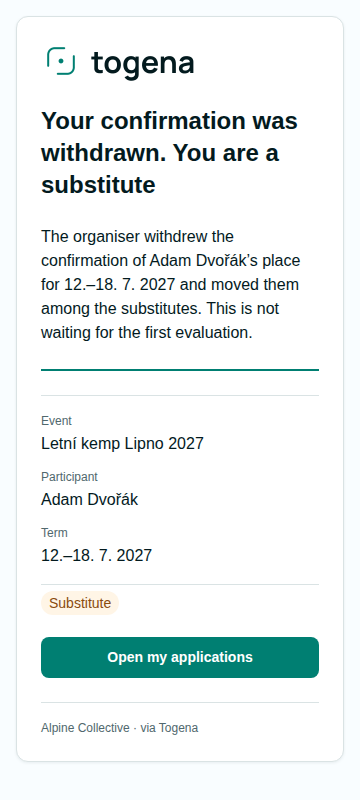 togena
Your confirmation was
withdrawn. You are a
substitute
The organiser withdrew the
confirmation of Adam Dvořák’s place
for 12.–18. 7. 2027 and moved them
among the substitutes. This is not
waiting for the first evaluation.
Event
Letní kemp Lipno 2027
Participant
Adam Dvořák
Term
12.–18. 7. 2027
Substitute
Open my applications
Alpine Collective · via Togena